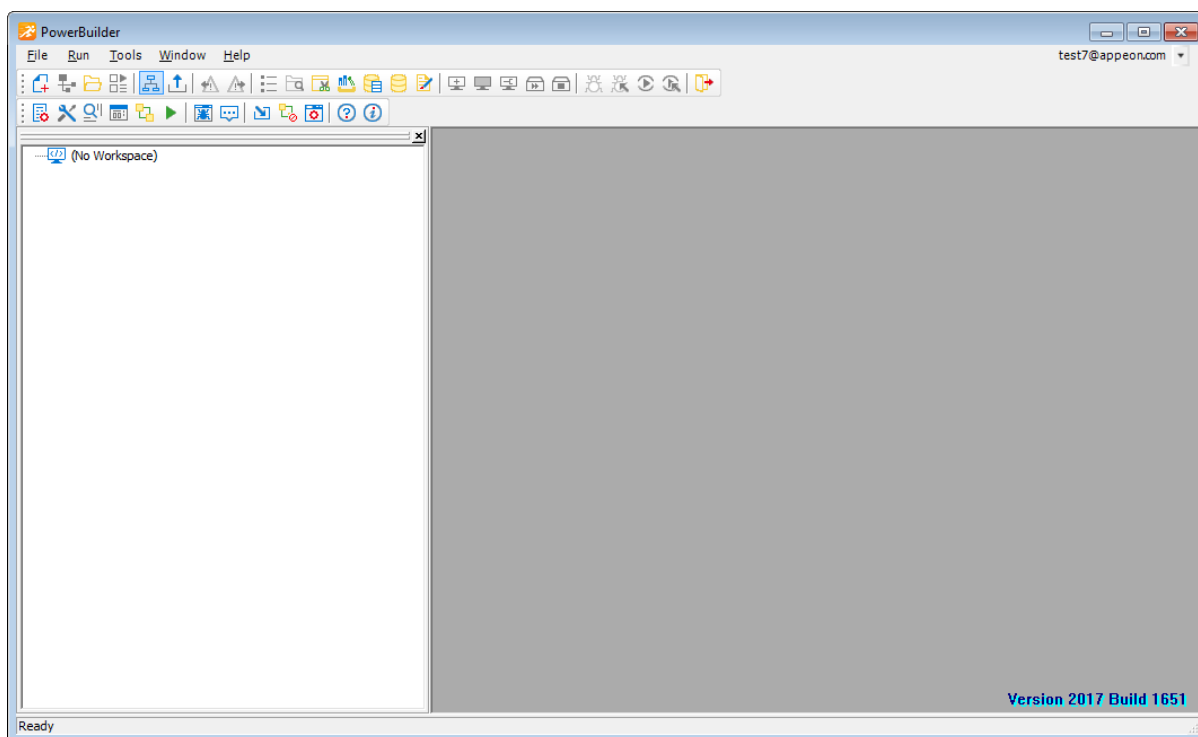 PowerBuilder
File Run Tools Window Help
test7@appeon.com
(No Workspace)
Version 2017 Build 1651
Ready